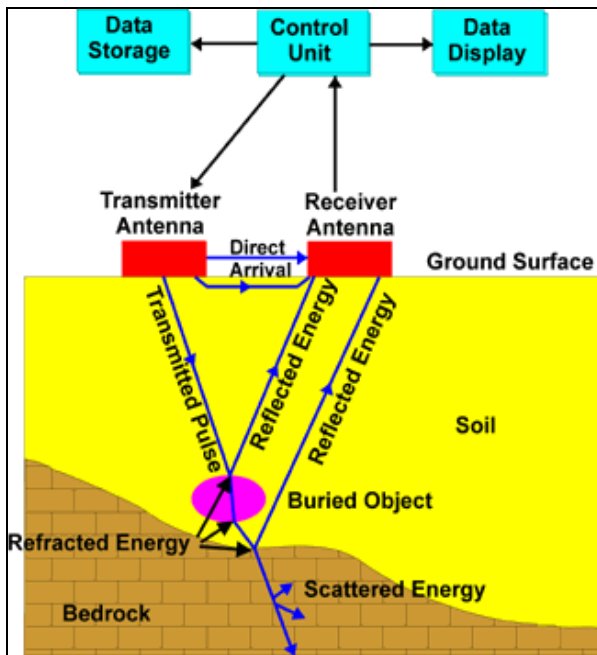 Data
Storage
Control
Unit
Data
Display
Transmitter
Antenna
Receiver
Antenna
Direct
Arrival
Ground Surface
Transmitted Pulse
Reflected Energy
Reflected Energy
Soil
Buried Object
Refracted Energy
Scattered Energy
Bedrock